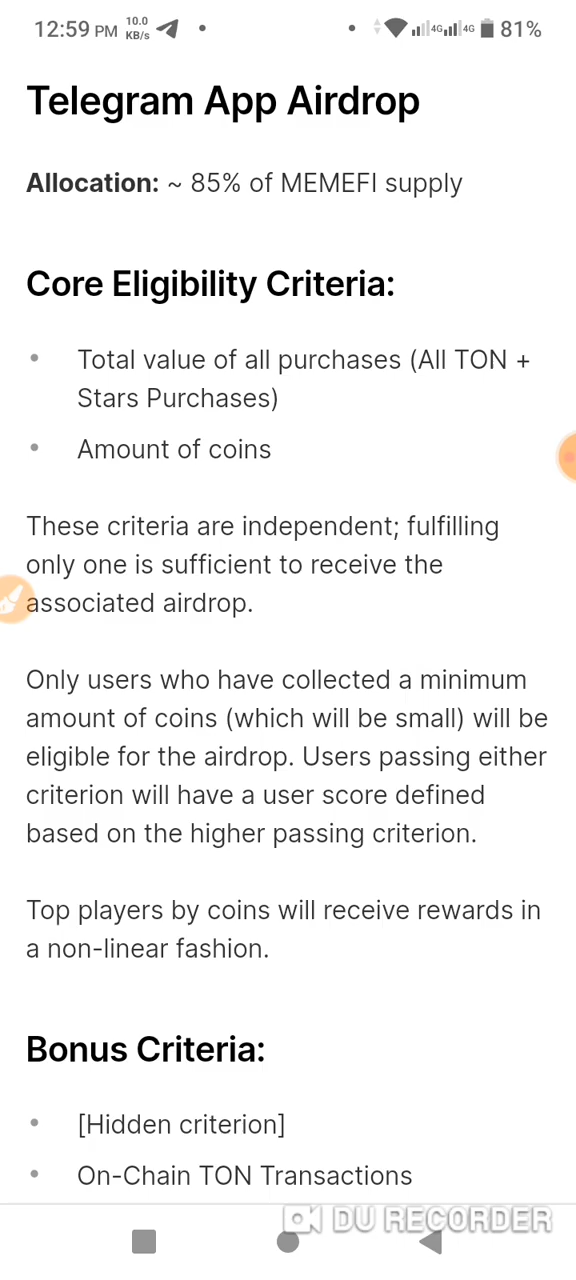 12:59 PM 10.0 KB/s 4G 4G 81%
Telegram App Airdrop
Allocation: ~ 85% of MEMEFI supply
Core Eligibility Criteria:
• Total value of all purchases (All TON +
Stars Purchases)
• Amount of coins
These criteria are independent; fulfilling
only one is sufficient to receive the
associated airdrop.
Only users who have collected a minimum
amount of coins (which will be small) will be
eligible for the airdrop. Users passing either
criterion will have a user score defined
based on the higher passing criterion.
Top players by coins will receive rewards in
a non-linear fashion.
Bonus Criteria:
• [Hidden criterion]
• On-Chain TON Transactions
DU RECORDER